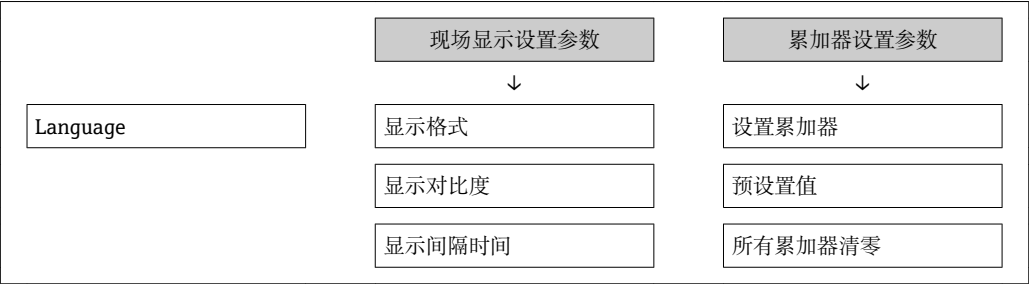 现场显示设置参数 累加器设置参数
↓ ↓
Language 显示格式 设置累加器
显示对比度 预设置值
显示间隔时间 所有累加器清零